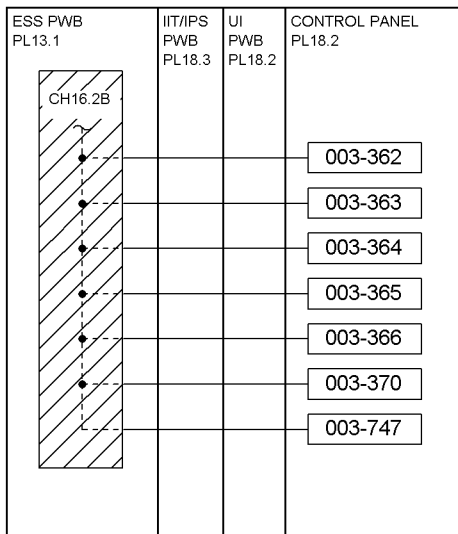 ESS PWB
PL13.1
IIT/IPS
PWB
PL18.3
UI
PWB
PL18.2
CONTROL PANEL
PL18.2
CH16.2B
003-362
003-363
003-364
003-365
003-366
003-370
003-747